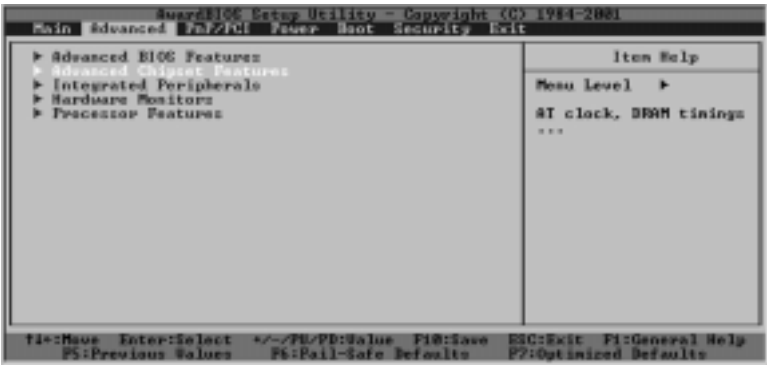 AwardBIOS Setup Utility - Copyright (C) 1984-2001
Main Advanced PnP/PCI Power Boot Security Exit
▶ Advanced BIOS Features
▶ Advanced Chipset Features
▶ Integrated Peripherals
▶ Hardware Monitors
▶ Processor Features
Item Help
Menu Level ▶
AT clock, DRAM timings
...
↑↓↔:Move Enter:Select +/-/PU/PD:Value F10:Save ESC:Exit F1:General Help
F5:Previous Values F6:Fail-Safe Defaults F7:Optimized Defaults